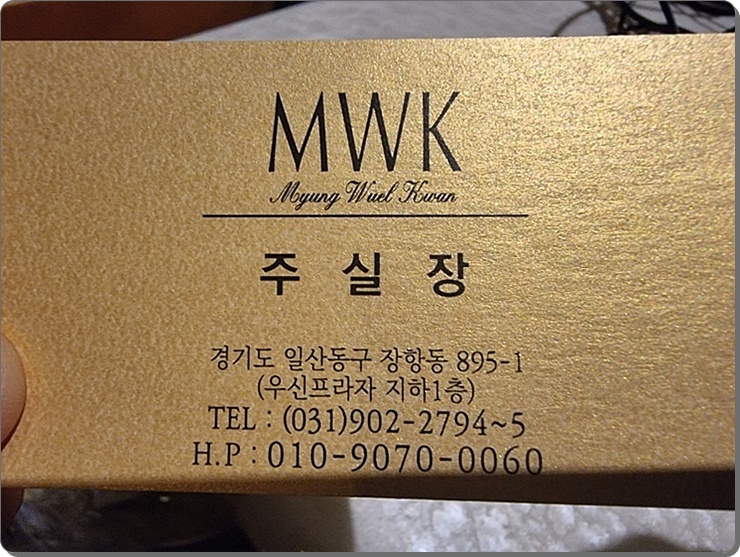 MWK
Myung Wuel Kwan
주 실 장
경기도 일산동구 장항동 895-1
(우신프라자 지하1층)
TEL : (031)902-2794~5
H.P : 010-9070-0060